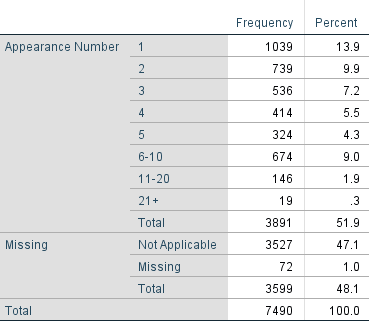 Frequency Percent
Appearance Number 1 1039 13.9
2 739 9.9
3 536 7.2
4 414 5.5
5 324 4.3
6-10 674 9.0
11-20 146 1.9
21+ 19 .3
Total 3891 51.9
Missing Not Applicable 3527 47.1
Missing 72 1.0
Total 3599 48.1
Total 7490 100.0